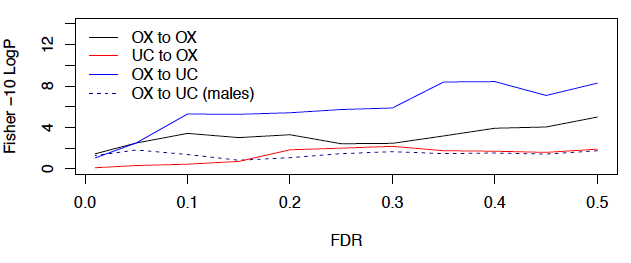 Fisher −10 LogP
12
8
4
0
OX to OX
UC to OX
OX to UC
OX to UC (males)
0.0 0.1 0.2 0.3 0.4 0.5
FDR